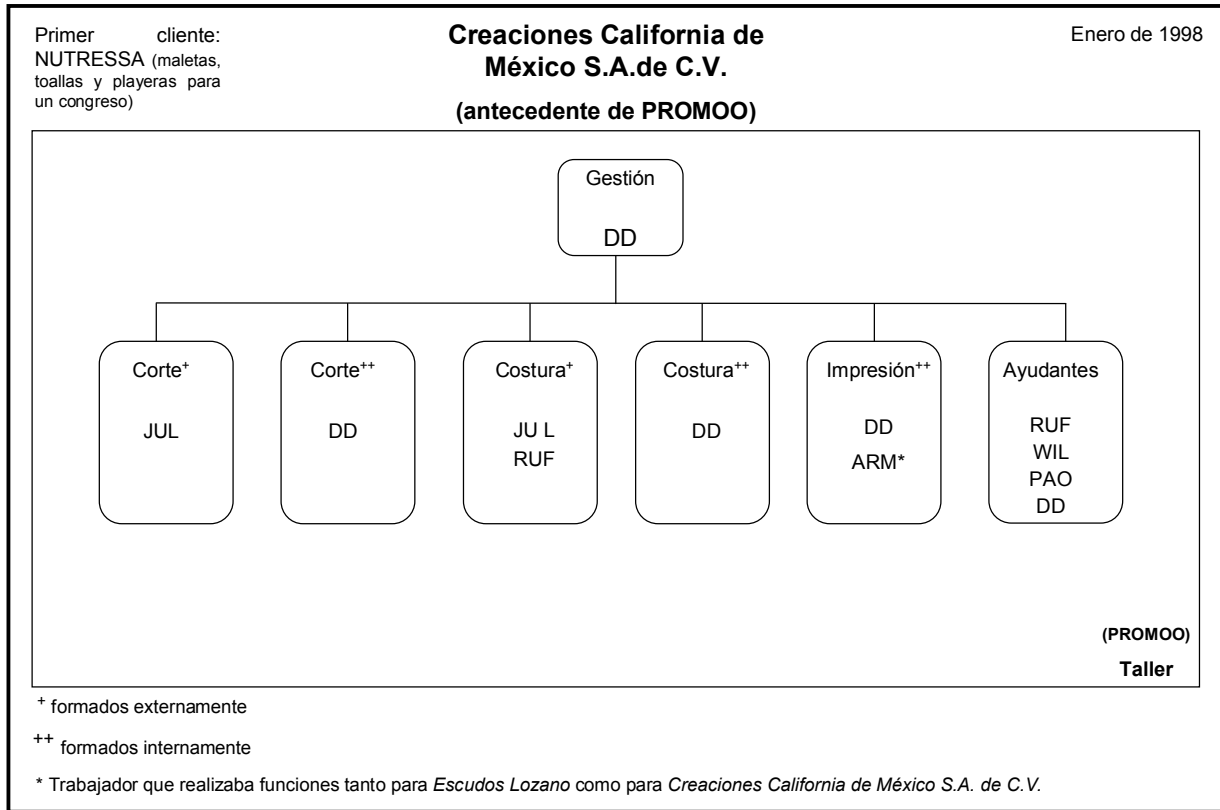 Primer cliente:
NUTRESSA (maletas,
toallas y playeras para
un congreso)
Creaciones California de
México S.A.de C.V.
(antecedente de PROMOO)
Enero de 1998
Gestión
DD
Corte+
JUL
Corte++
DD
Costura+
JU L
RUF
Costura++
DD
Impresión++
DD
ARM*
Ayudantes
RUF
WIL
PAO
DD
(PROMOO)
Taller
+ formados externamente
++ formados internamente
* Trabajador que realizaba funciones tanto para Escudos Lozano como para Creaciones California de México S.A. de C.V.